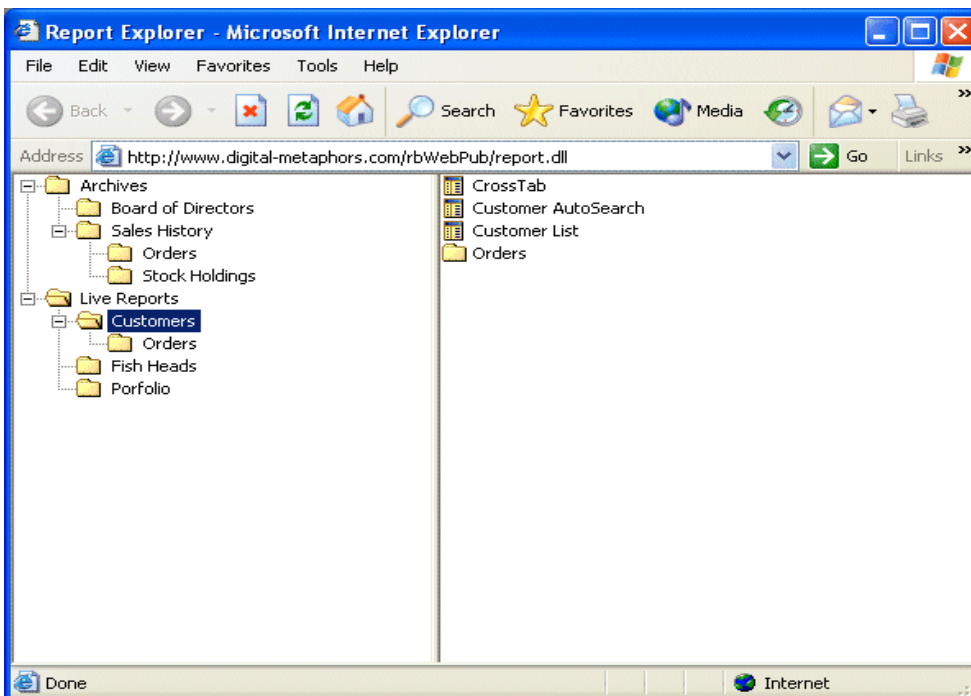 Report Explorer - Microsoft Internet Explorer
File Edit View Favorites Tools Help
Back Search Favorites Media
Address http://www.digital-metaphors.com/rbWebPub/report.dll Go Links
Archives
Board of Directors
Sales History
Orders
Stock Holdings
Live Reports
Customers
Orders
Fish Heads
Porfolio
CrossTab
Customer AutoSearch
Customer List
Orders
Done Internet